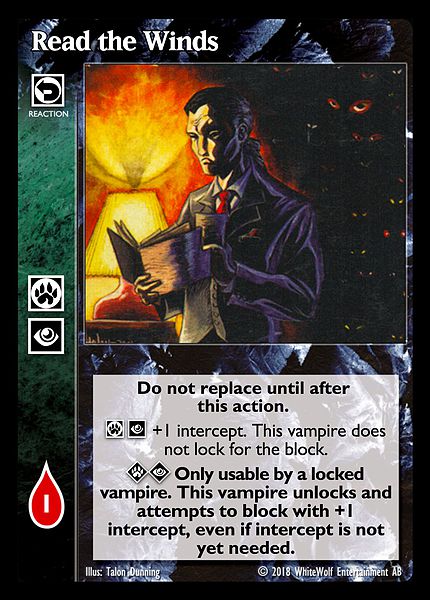 Read the Winds
REACTION
Do not replace until after
this action.
+1 intercept. This vampire does
not lock for the block.
Only usable by a locked
vampire. This vampire unlocks and
attempts to block with +1
intercept, even if intercept is not
yet needed.
1
Illus: Talon Dunning
© 2018 WhiteWolf Entertainment AB